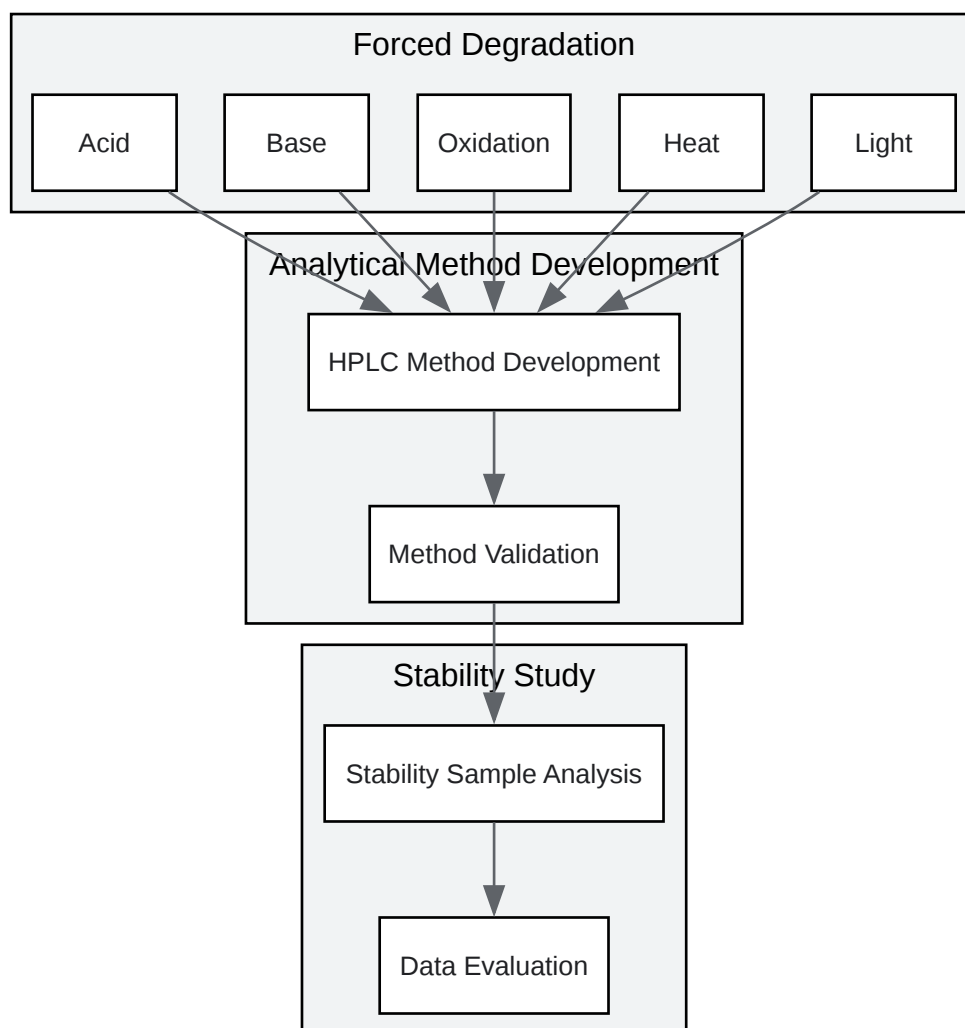 Forced Degradation
Acid
Base
Oxidation
Heat
Light
Analytical Method Development
HPLC Method Development
Method Validation
Stability Study
Stability Sample Analysis
Data Evaluation